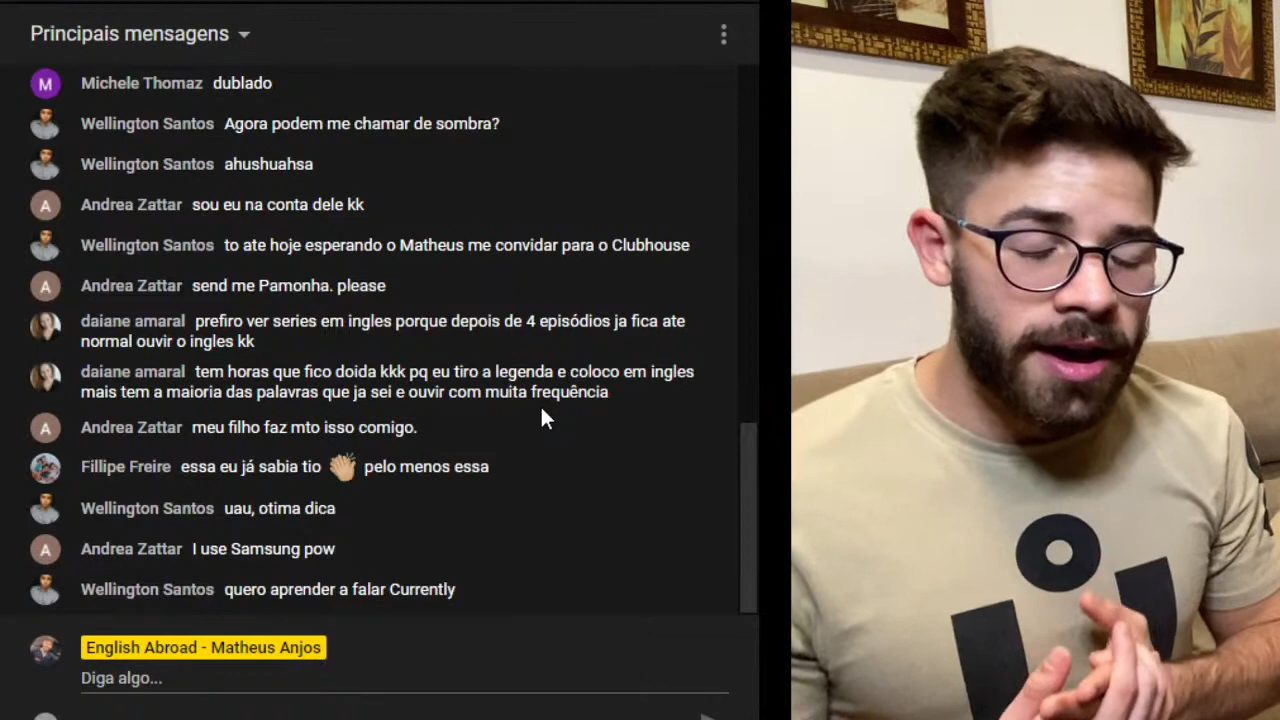 Principais mensagens
M Michele Thomaz dublado
Wellington Santos Agora podem me chamar de sombra?
Wellington Santos ahushuahsa
A Andrea Zattar sou eu na conta dele kk
Wellington Santos to ate hoje esperando o Matheus me convidar para o Clubhouse
A Andrea Zattar send me Pamonha. please
daiane amaral prefiro ver series em ingles porque depois de 4 episódios ja fica ate
normal ouvir o ingles kk
daiane amaral tem horas que fico doida kkk pq eu tiro a legenda e coloco em ingles
mais tem a maioria das palavras que ja sei e ouvir com muita frequência
A Andrea Zattar meu filho faz mto isso comigo.
Fillipe Freire essa eu já sabia tio 👏🏼 pelo menos essa
Wellington Santos uau, otima dica
A Andrea Zattar I use Samsung pow
Wellington Santos quero aprender a falar Currently
English Abroad - Matheus Anjos
Diga algo...